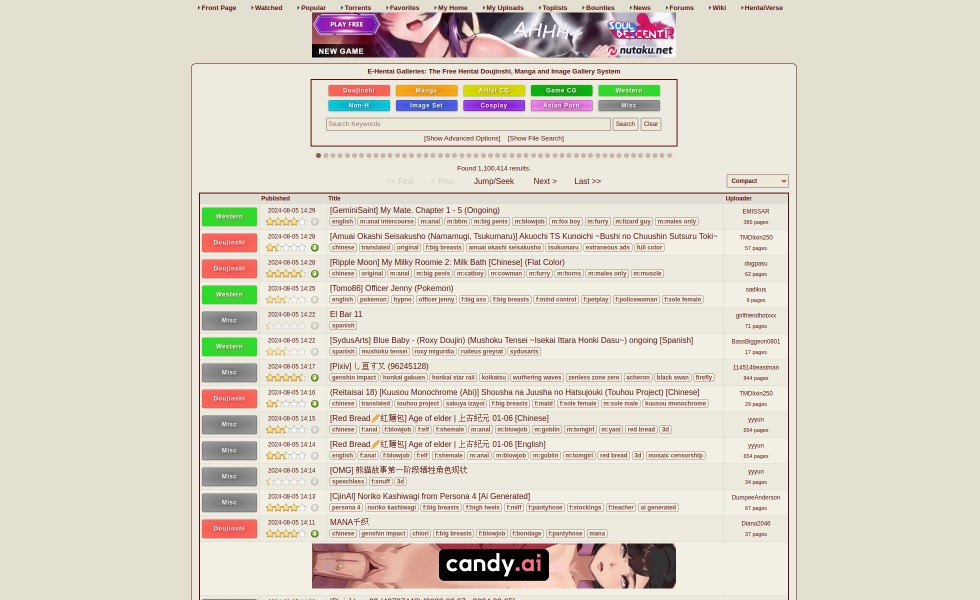 Front Page Watched Popular Torrents Favorites My Home My Uploads Toplists Bounties News Forums Wiki HentalVerse
PLAY FREE
AHHH
SOUL
DESCENT!
NEW GAME
nutaku.net
E-Hentai Galleries: The Free Hentai Doujinshi, Manga and Image Gallery System
Doujinshi Manga Artist CG Game CG Western
Non-H Image Set Cosplay Asian Porn Misc
Search Keywords Search Clear
[Show Advanced Options] [Show File Search]
Found 1,100,414 results.
<< First < Prev Jump/Seek Next > Last >> Compact
Published Title Uploader
Western 2024-08-05 14:29 [GeminiSaint] My Mate. Chapter 1 - 5 (Ongoing) EMISSAR
english m:anal intercourse m:anal m:bbm m:big penis m:blowjob m:fox boy m:furry m:lizard guy m:males only 385 pages
Doujinshi 2024-08-05 14:28 [Amuai Okashi Seisakusho (Namamugi, Tsukumaru)] Akuochi TS Kunoichi ~Bushi no Chuushin Sutsuru Toki~ TMDIxin250
chinese translated original f:big breasts amuai okashi seisakusho tsukumaru extraneous ads full color 57 pages
Doujinshi 2024-08-05 14:28 [Ripple Moon] My Milky Roomie 2: Milk Bath [Chinese] (Flat Color) dogpasu
chinese original m:anal m:big penis m:catboy m:cowman m:furry m:horns m:males only m:muscle 62 pages
Western 2024-08-05 14:25 [Tomo86] Officer Jenny (Pokemon) sadikus
english pokemon hypno officer jenny f:big ass f:big breasts f:mind control f:petplay f:policewoman f:sole female 9 pages
Misc 2024-08-05 14:22 El Bar 11 girlfriendhotxxx
spanish 71 pages
Western 2024-08-05 14:22 [SydusArts] Blue Baby - (Roxy Doujin) (Mushoku Tensei ~Isekai Ittara Honki Dasu~) ongoing [Spanish] BassBiggeon0801
spanish mushoku tensei roxy migurdia rudeus greyrat sydusarts 17 pages
Misc 2024-08-05 14:17 [Pixiv] し直す又 (96245128) 114514beastman
genshin impact honkai gakuen honkai star rail koikatsu wuthering waves zenless zone zero acheron black swan firefly 844 pages
Doujinshi 2024-08-05 14:16 (Reitaisai 18) [Kuusou Monochrome (Abi)] Shousha na Juusha no Hatsujouki (Touhou Project) [Chinese] TMDIxin250
chinese translated touhou project sakuya izayoi f:big breasts f:maid f:sole female m:sole male kuusou monochrome 29 pages
Misc 2024-08-05 14:15 [Red Bread🥖红麺包] Age of elder | 上古纪元 01-06 [Chinese] yyyun
chinese f:anal f:blowjob f:elf f:shemale m:anal m:blowjob m:goblin m:tomgirl m:yaoi red bread 3d 654 pages
Misc 2024-08-05 14:14 [Red Bread🥖红麺包] Age of elder | 上古纪元 01-06 [English] yyyun
english f:anal f:blowjob f:elf f:shemale m:anal m:blowjob m:goblin m:tomgirl red bread 3d mosaic censorship 654 pages
Misc 2024-08-05 14:14 [OMG] 熊猫故事第一阶段牺牲角色现状 yyyun
speechless f:snuff 3d 34 pages
Misc 2024-08-05 14:13 [CjinAI] Noriko Kashiwagi from Persona 4 [Ai Generated] DumpeeAnderson
persona 4 noriko kashiwagi f:big breasts f:high heels f:milf f:pantyhose f:stockings f:teacher ai generated 67 pages
Doujinshi 2024-08-05 14:11 MANA千织 Diana2046
chinese genshin impact chiori f:big breasts f:blowjob f:bondage f:pantyhose mana 37 pages
candy.ai